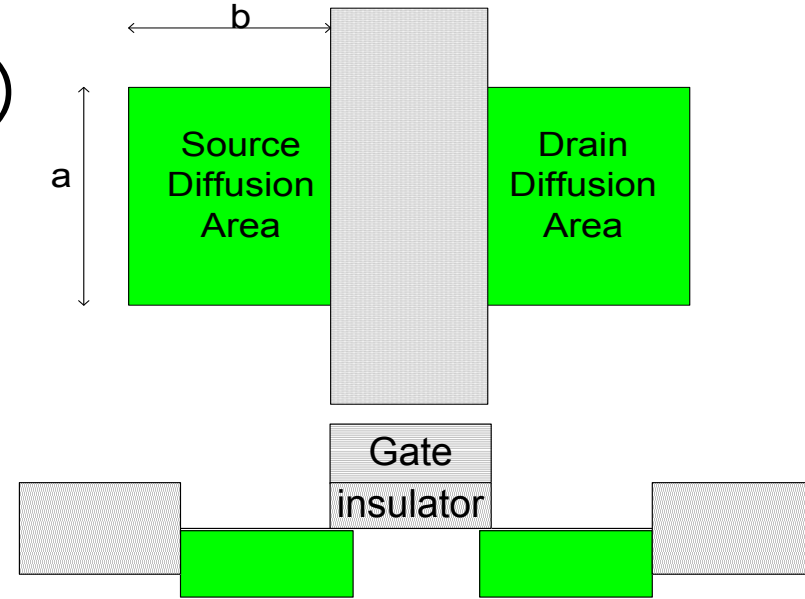 b
)
a
Source
Diffusion
Area
Drain
Diffusion
Area
Gate
insulator